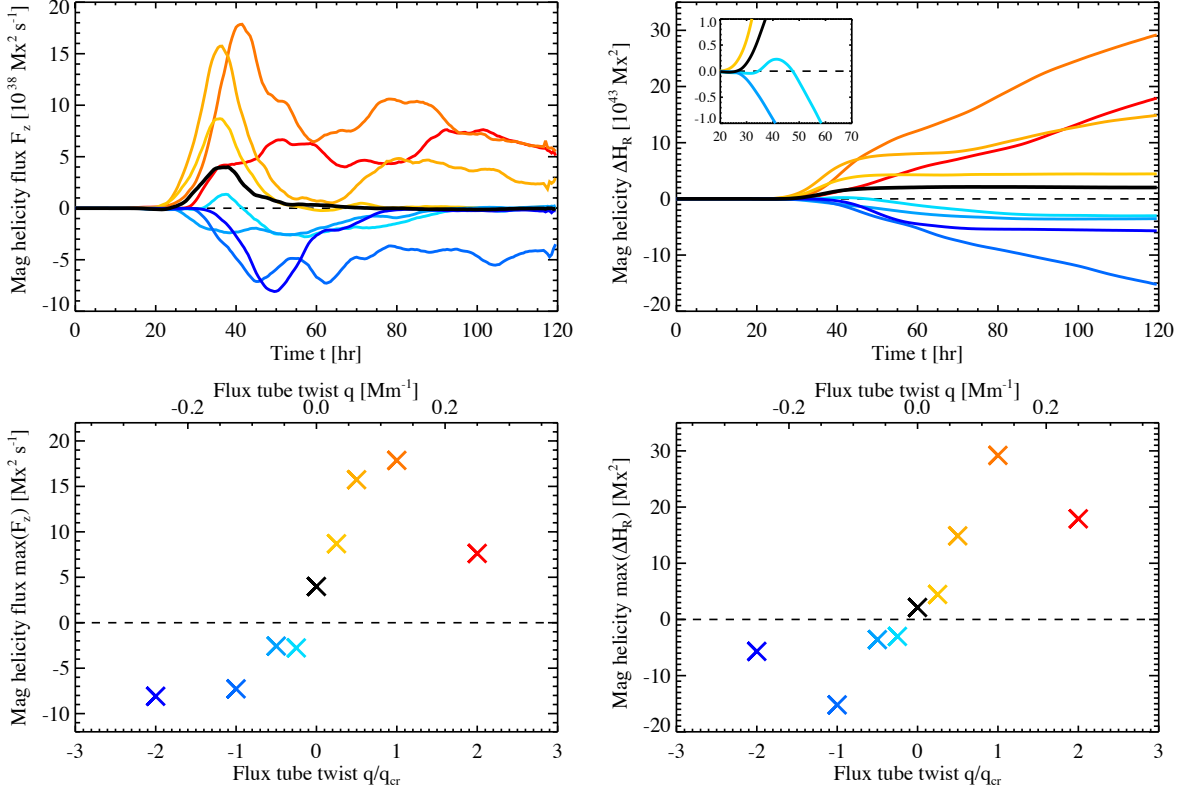 Mag helicity flux F_z [10^38 Mx^2 s^-1]
20
15
10
5
0
-5
-10
0 20 40 60 80 100 120
Time t [hr]
Mag helicity ΔH_R [10^43 Mx^2]
30
20
10
0
-10
-20
1.0
0.5
0.0
-0.5
-1.0
20 30 40 50 60 70
0 20 40 60 80 100 120
Time t [hr]
Flux tube twist q [Mm^-1]
-0.2 0.0 0.2
Mag helicity flux max(F_z) [Mx^2 s^-1]
20
15
10
5
0
-5
-10
-3 -2 -1 0 1 2 3
Flux tube twist q/q_cr
Flux tube twist q [Mm^-1]
-0.2 0.0 0.2
Mag helicity max(ΔH_R) [Mx^2]
30
20
10
0
-10
-20
-3 -2 -1 0 1 2 3
Flux tube twist q/q_cr